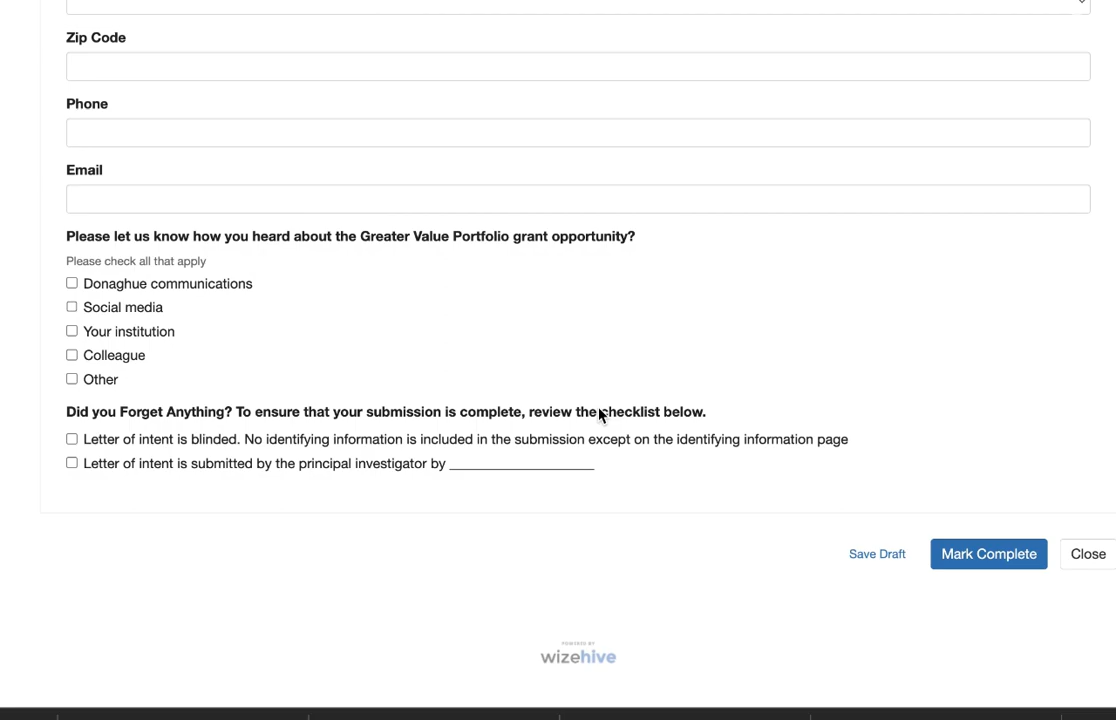 Zip Code
Phone
Email
Please let us know how you heard about the Greater Value Portfolio grant opportunity?
Please check all that apply
Donaghue communications
Social media
Your institution
Colleague
Other
Did you Forget Anything? To ensure that your submission is complete, review the checklist below.
Letter of intent is blinded. No identifying information is included in the submission except on the identifying information page
Letter of intent is submitted by the principal investigator by ___________________
Save Draft
Mark Complete
Close
POWERED BY
wizehive